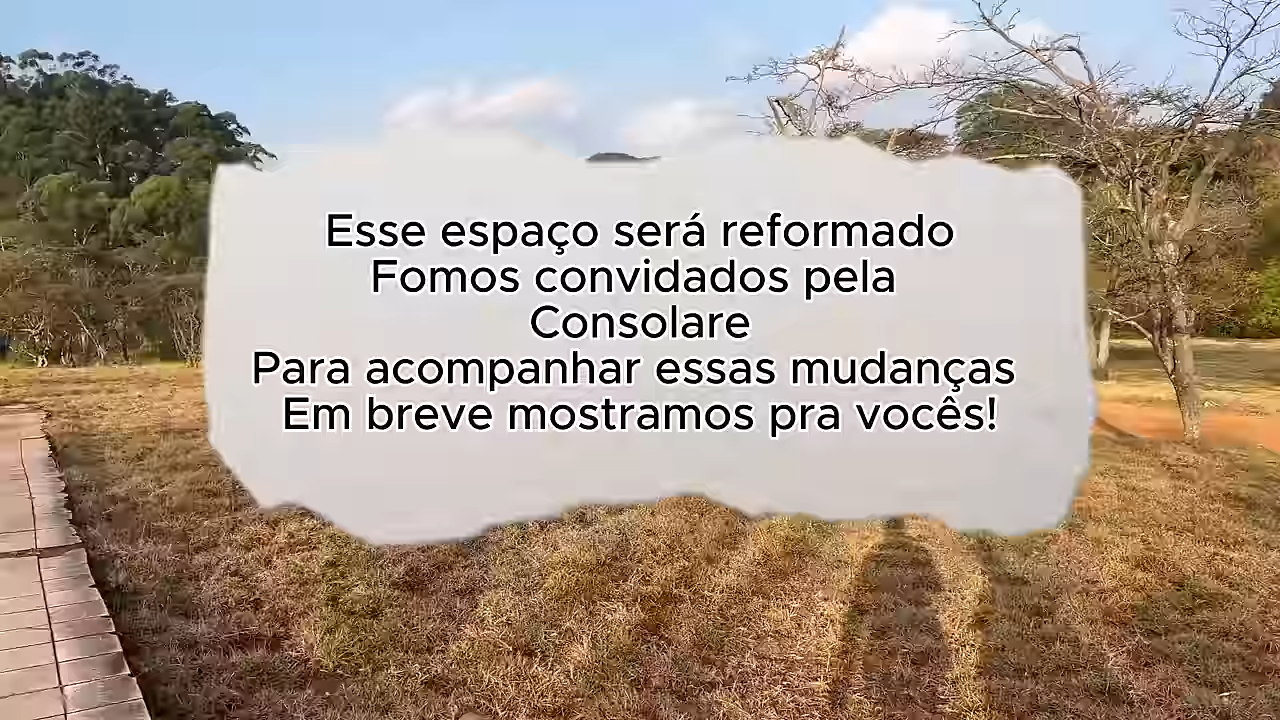 Esse espaço será reformado
Fomos convidados pela
Consolare
Para acompanhar essas mudanças
Em breve mostramos pra vocês!